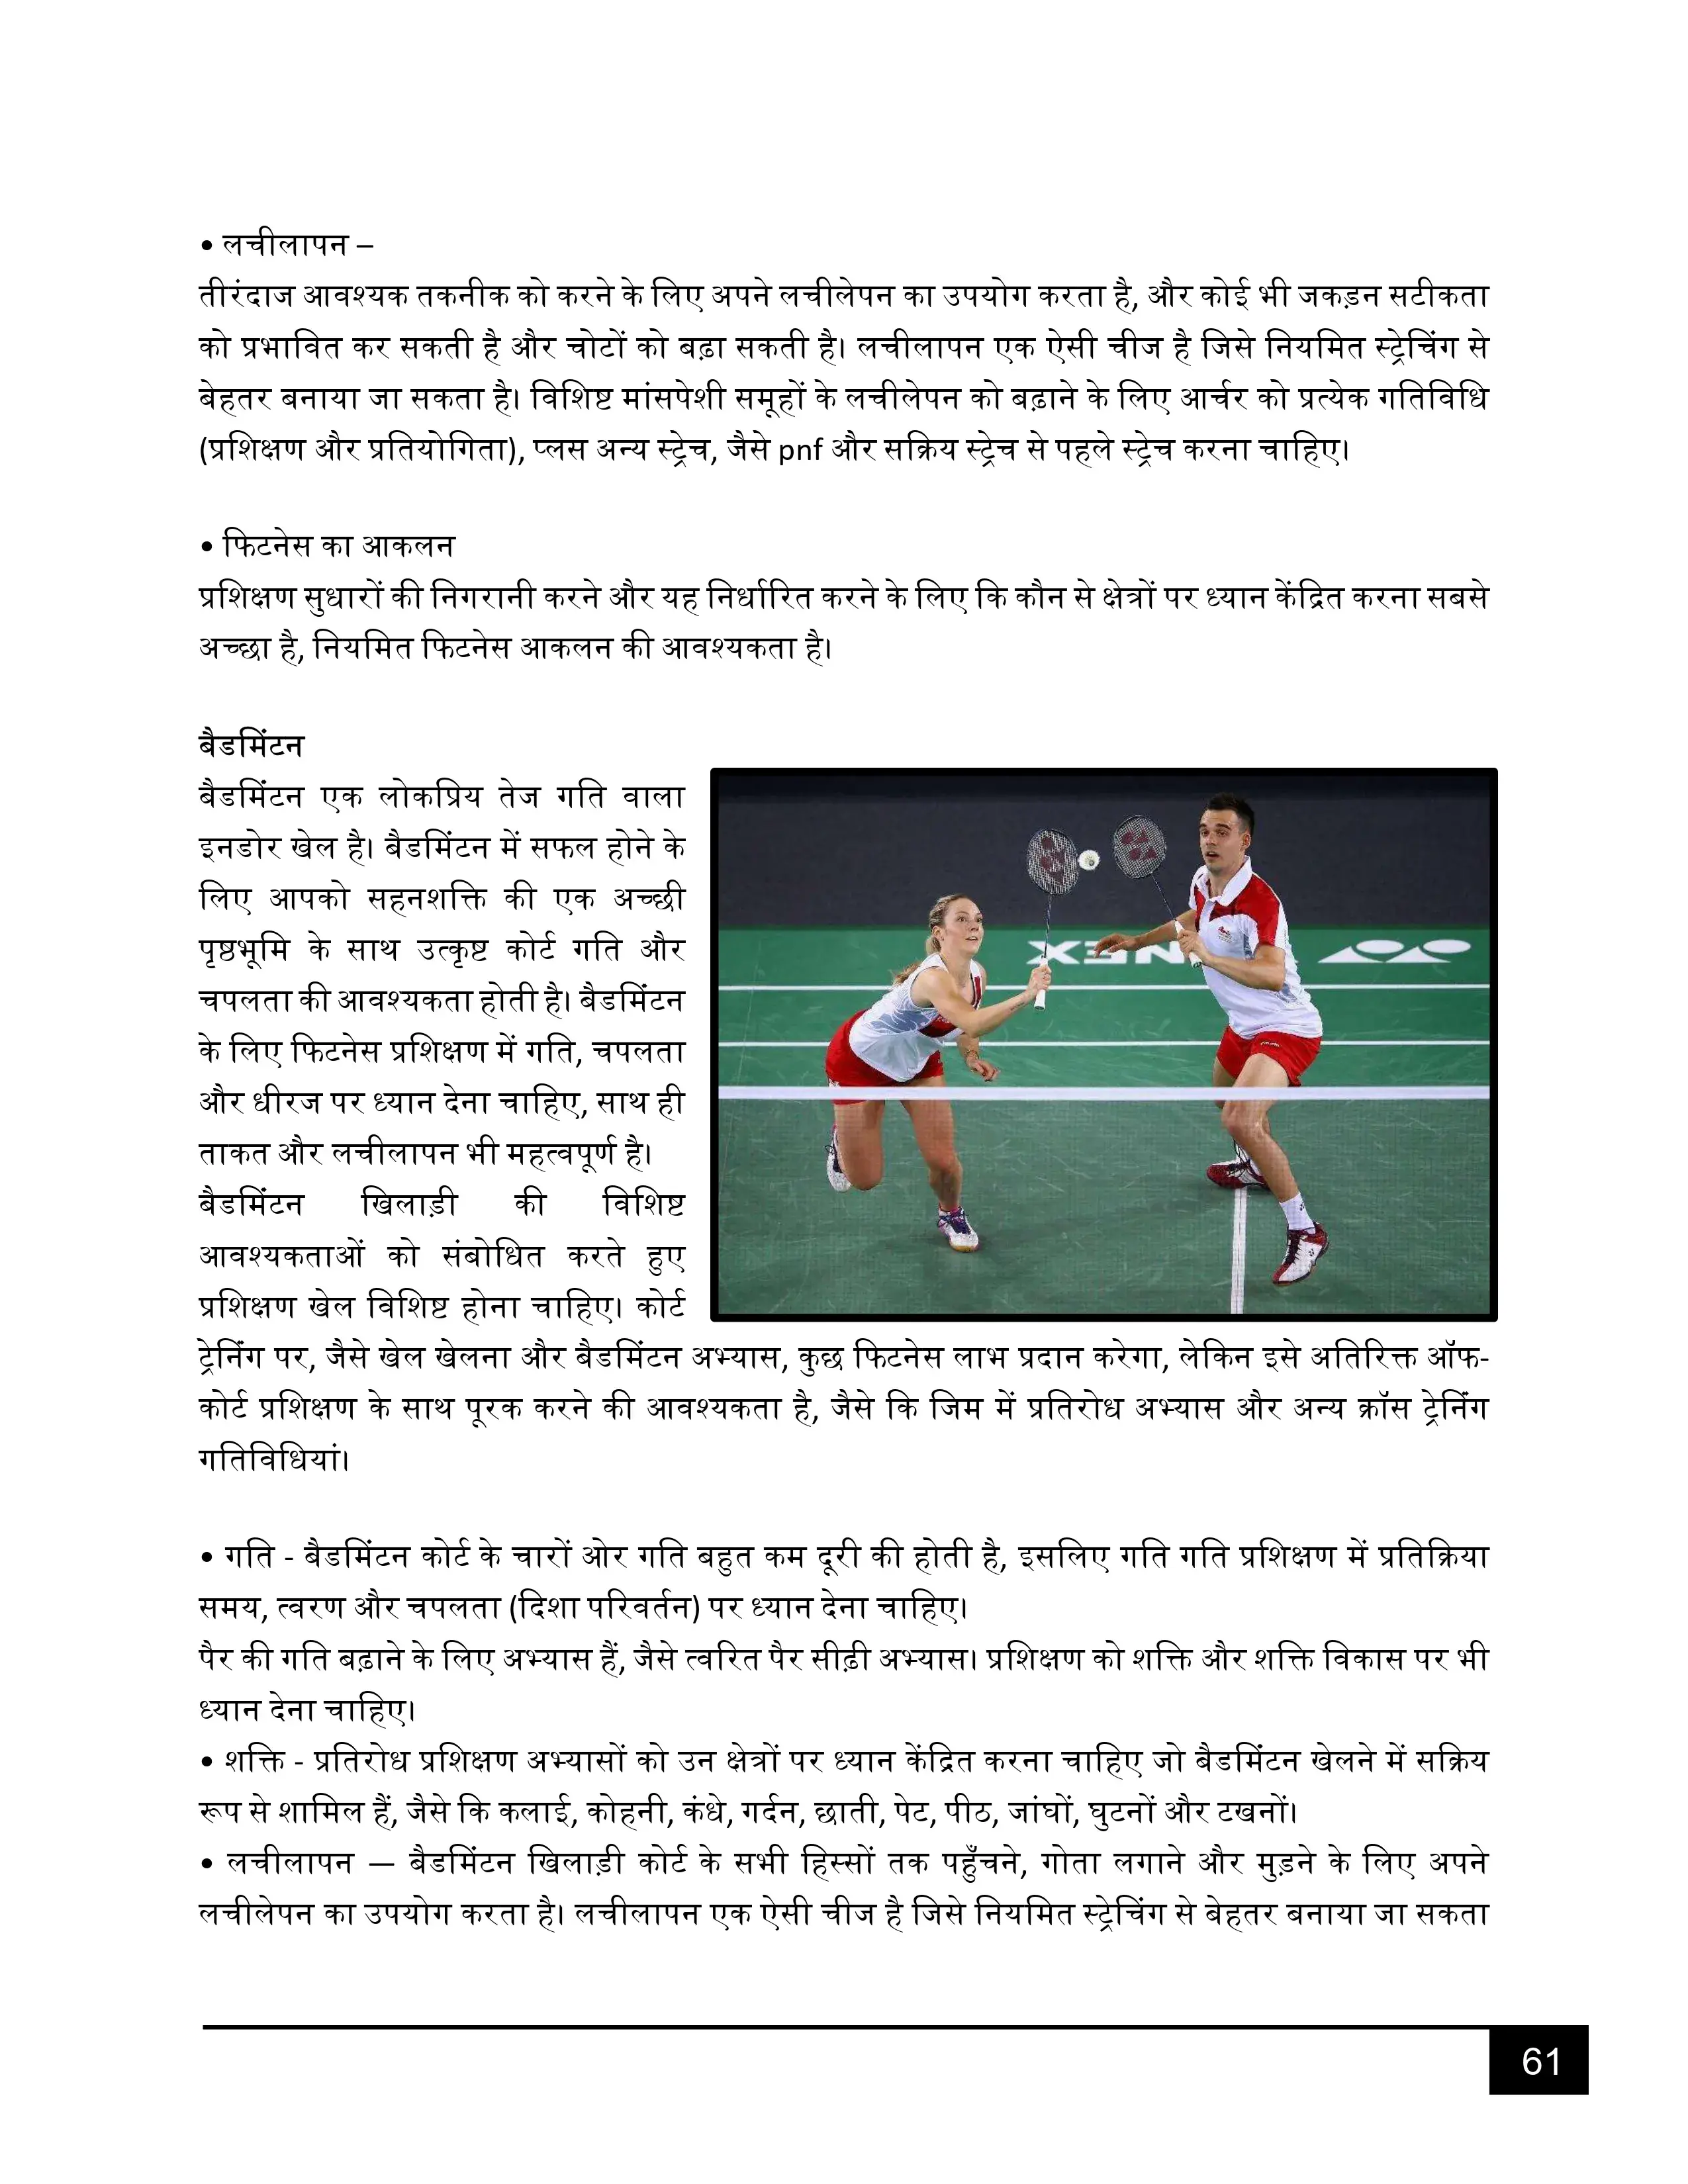 • लचीलापन –
तीरंदाज आवश्यक तकनीक को करने के लिए अपने लचीलेपन का उपयोग करता है, और कोई भी जकड़न सटीकता
को प्रभावित कर सकती है और चोटों को बढ़ा सकती है। लचीलापन एक ऐसी चीज है जिसे नियमित स्ट्रेचिंग से
बेहतर बनाया जा सकता है। विशिष्ट मांसपेशी समूहों के लचीलेपन को बढ़ाने के लिए आर्चर को प्रत्येक गतिविधि
(प्रशिक्षण और प्रतियोगिता), प्लस अन्य स्ट्रेच, जैसे pnf और सक्रिय स्ट्रेच से पहले स्ट्रेच करना चाहिए।
• फिटनेस का आकलन
प्रशिक्षण सुधारों की निगरानी करने और यह निर्धारित करने के लिए कि कौन से क्षेत्रों पर ध्यान केंद्रित करना सबसे
अच्छा है, नियमित फिटनेस आकलन की आवश्यकता है।
बैडमिंटन
बैडमिंटन एक लोकप्रिय तेज गति वाला
इनडोर खेल है। बैडमिंटन में सफल होने के
लिए आपको सहनशक्ति की एक अच्छी
पृष्ठभूमि के साथ उत्कृष्ट कोर्ट गति और
चपलता की आवश्यकता होती है। बैडमिंटन
के लिए फिटनेस प्रशिक्षण में गति, चपलता
और धीरज पर ध्यान देना चाहिए, साथ ही
ताकत और लचीलापन भी महत्वपूर्ण है।
बैडमिंटन खिलाड़ी की विशिष्ट
आवश्यकताओं को संबोधित करते हुए
प्रशिक्षण खेल विशिष्ट होना चाहिए। कोर्ट
ट्रेनिंग पर, जैसे खेल खेलना और बैडमिंटन अभ्यास, कुछ फिटनेस लाभ प्रदान करेगा, लेकिन इसे अतिरिक्त ऑफ-
कोर्ट प्रशिक्षण के साथ पूरक करने की आवश्यकता है, जैसे कि जिम में प्रतिरोध अभ्यास और अन्य क्रॉस ट्रेनिंग
गतिविधियां।
• गति - बैडमिंटन कोर्ट के चारों ओर गति बहुत कम दूरी की होती है, इसलिए गति गति प्रशिक्षण में प्रतिक्रिया
समय, त्वरण और चपलता (दिशा परिवर्तन) पर ध्यान देना चाहिए।
पैर की गति बढ़ाने के लिए अभ्यास हैं, जैसे त्वरित पैर सीढ़ी अभ्यास। प्रशिक्षण को शक्ति और शक्ति विकास पर भी
ध्यान देना चाहिए।
• शक्ति - प्रतिरोध प्रशिक्षण अभ्यासों को उन क्षेत्रों पर ध्यान केंद्रित करना चाहिए जो बैडमिंटन खेलने में सक्रिय
रूप से शामिल हैं, जैसे कि कलाई, कोहनी, कंधे, गर्दन, छाती, पेट, पीठ, जांघों, घुटनों और टखनों।
• लचीलापन — बैडमिंटन खिलाड़ी कोर्ट के सभी हिस्सों तक पहुँचने, गोता लगाने और मुड़ने के लिए अपने
लचीलेपन का उपयोग करता है। लचीलापन एक ऐसी चीज है जिसे नियमित स्ट्रेचिंग से बेहतर बनाया जा सकता
61